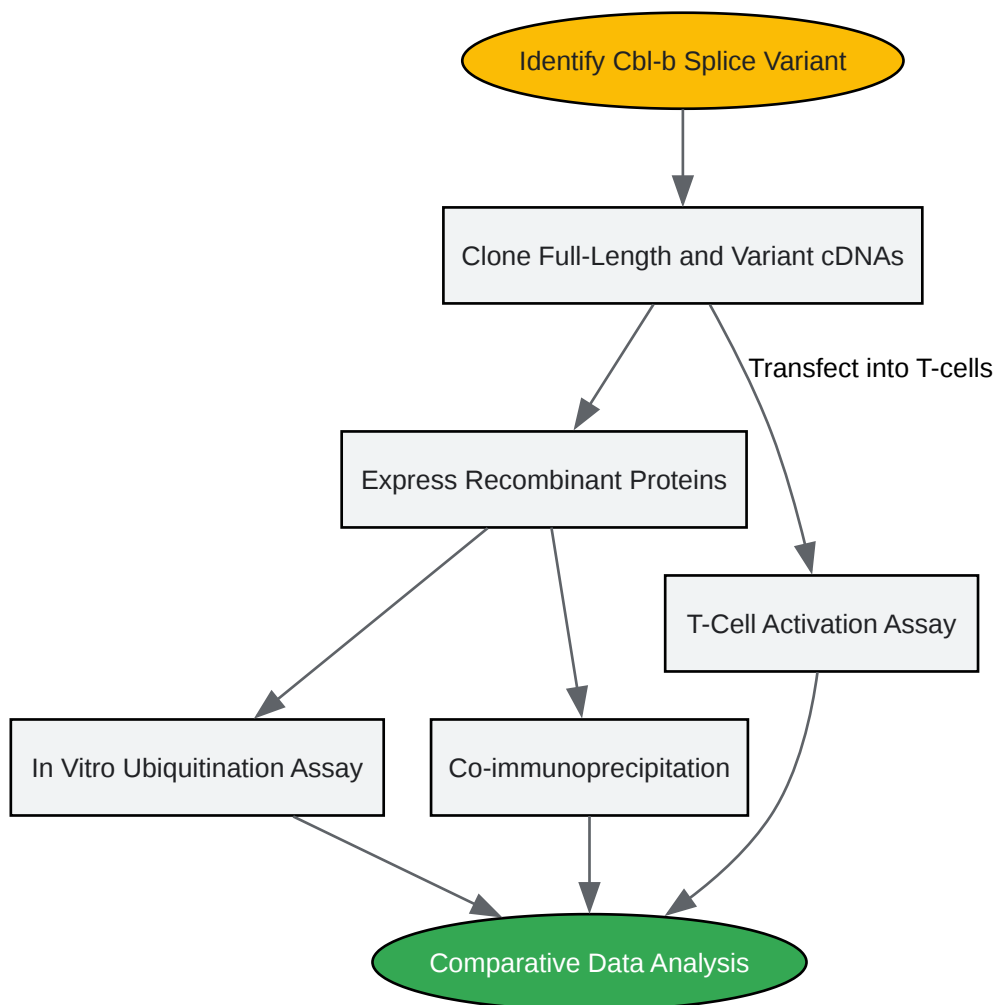 Identify Cbl-b Splice Variant
Clone Full-Length and Variant cDNAs
Transfect into T-cells
Express Recombinant Proteins
T-Cell Activation Assay
In Vitro Ubiquitination Assay
Co-immunoprecipitation
Comparative Data Analysis